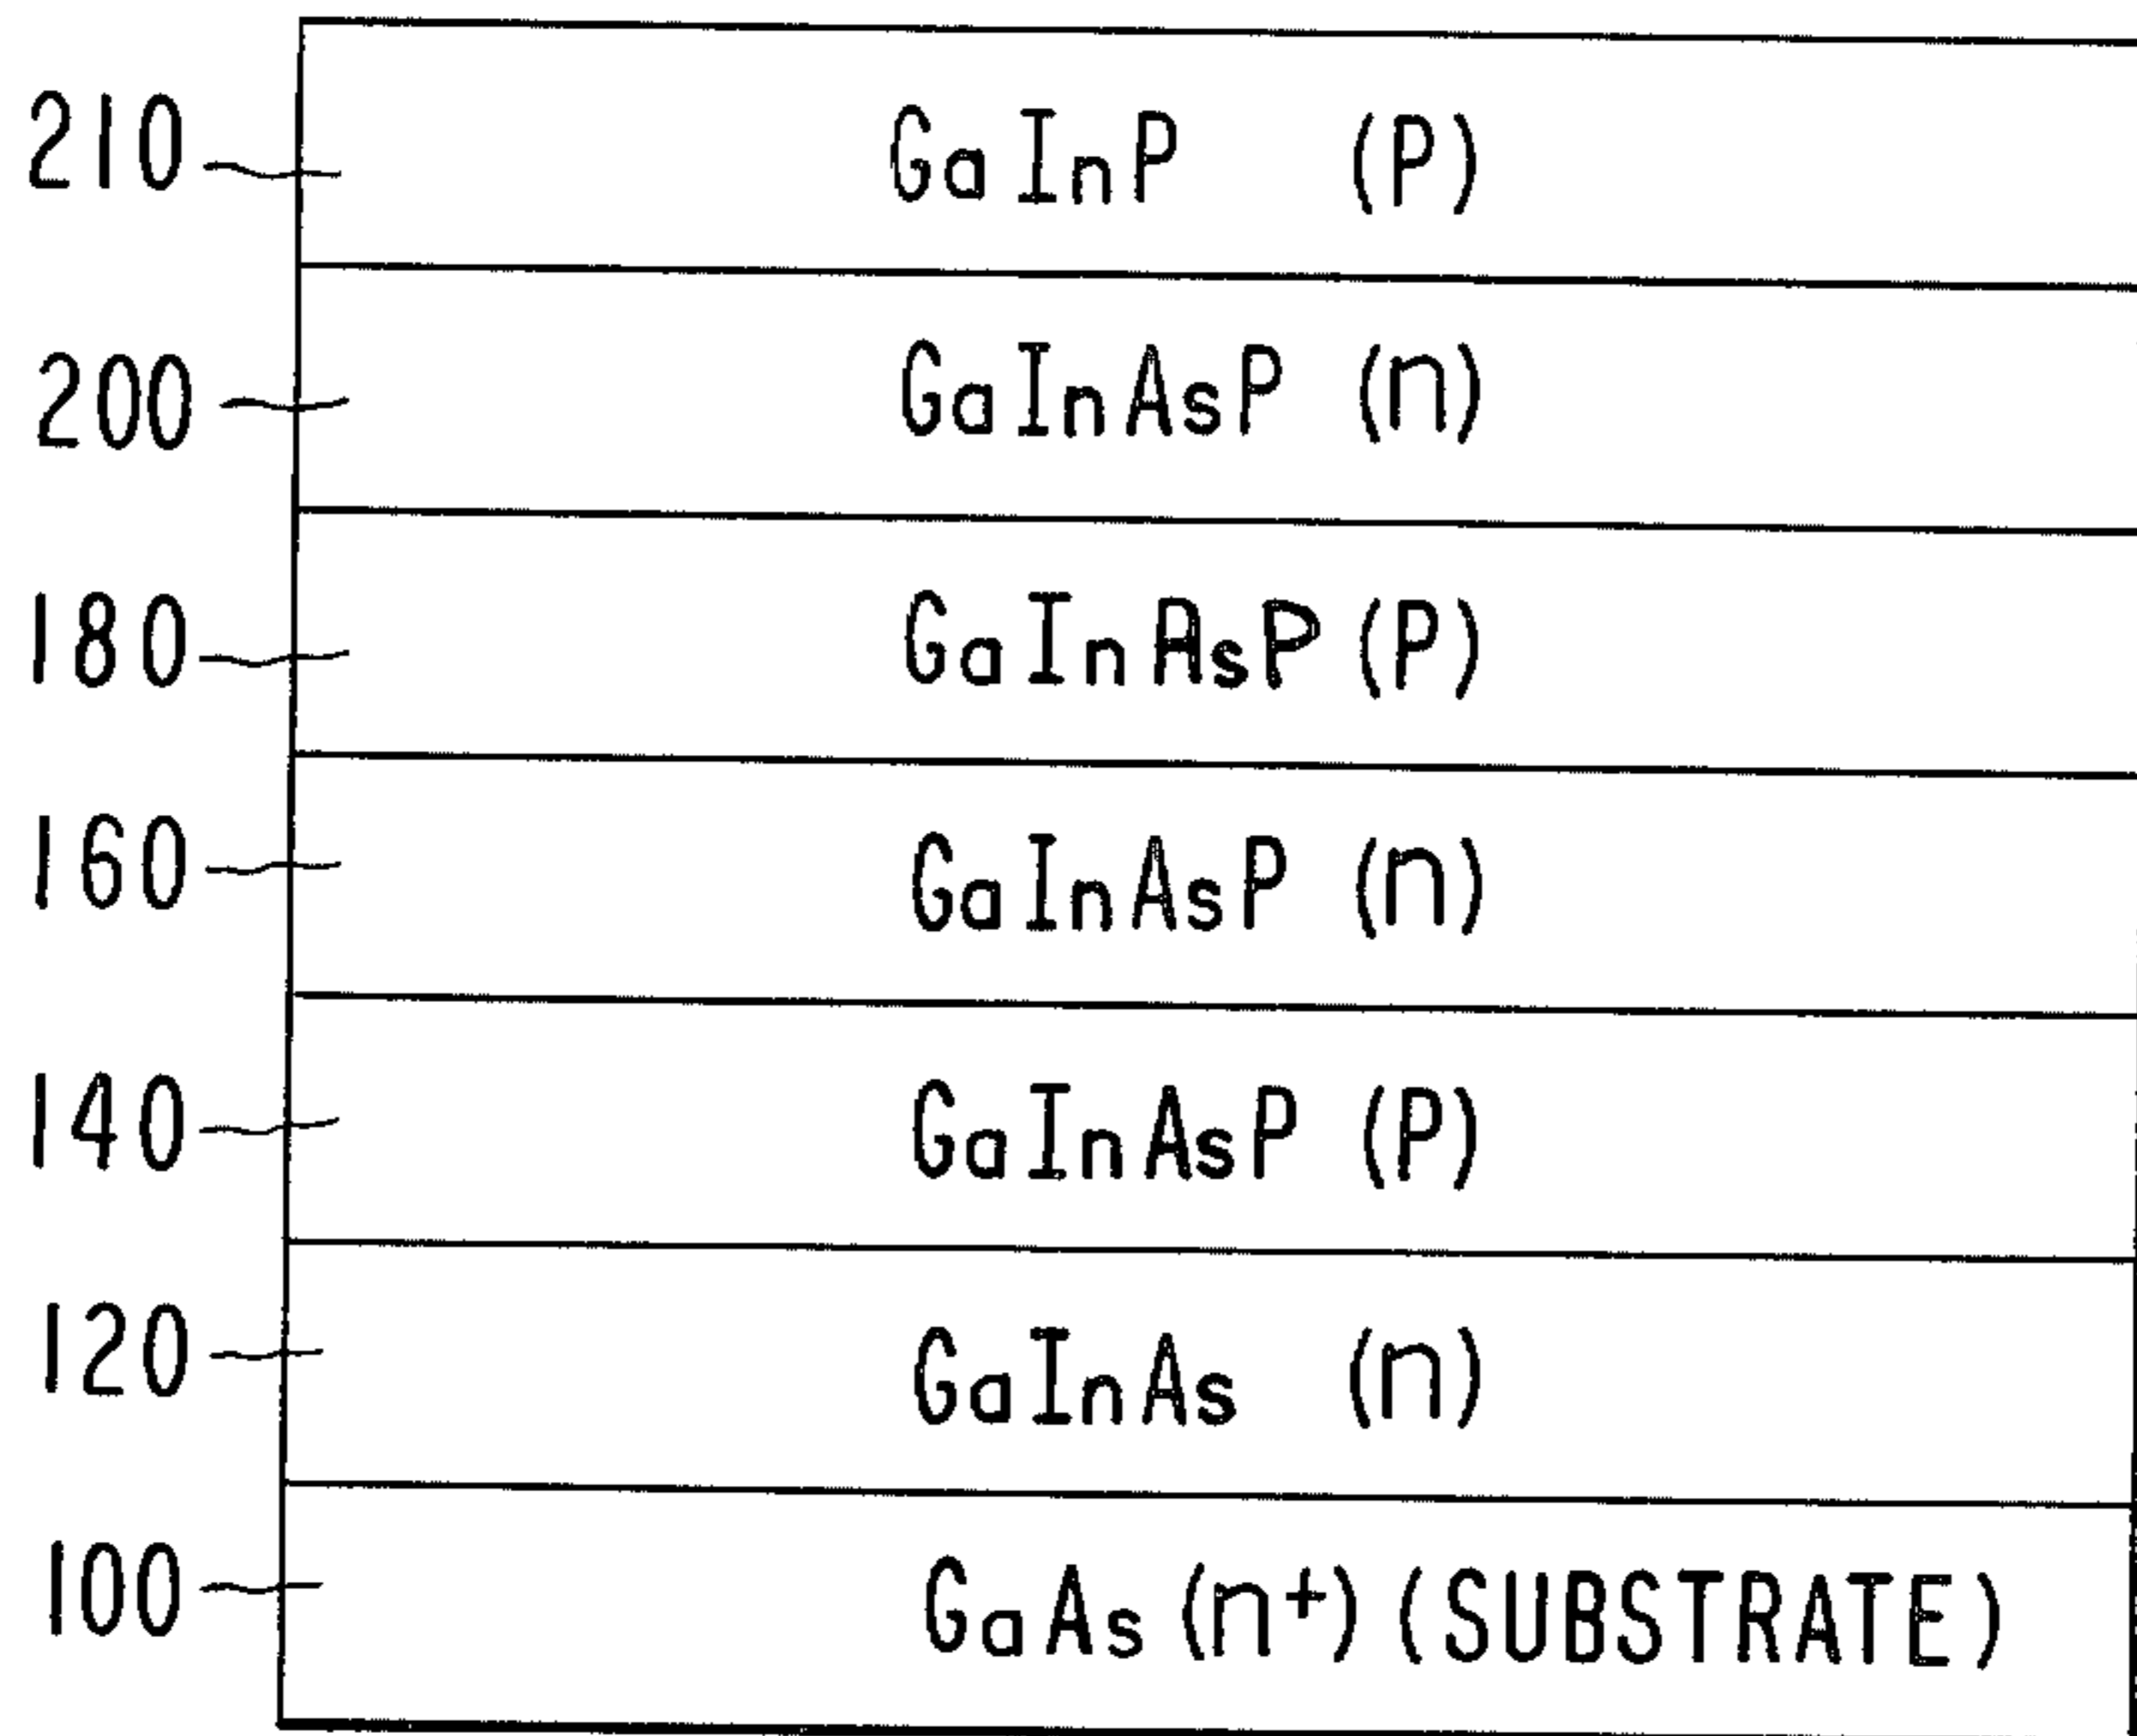 210 GaInP (P)
200 GaInAsP (n)
180 GaInAsP (P)
160 GaInAsP (n)
140 GaInAsP (P)
120 GaInAs (n)
100 GaAs (n+) (SUBSTRATE)